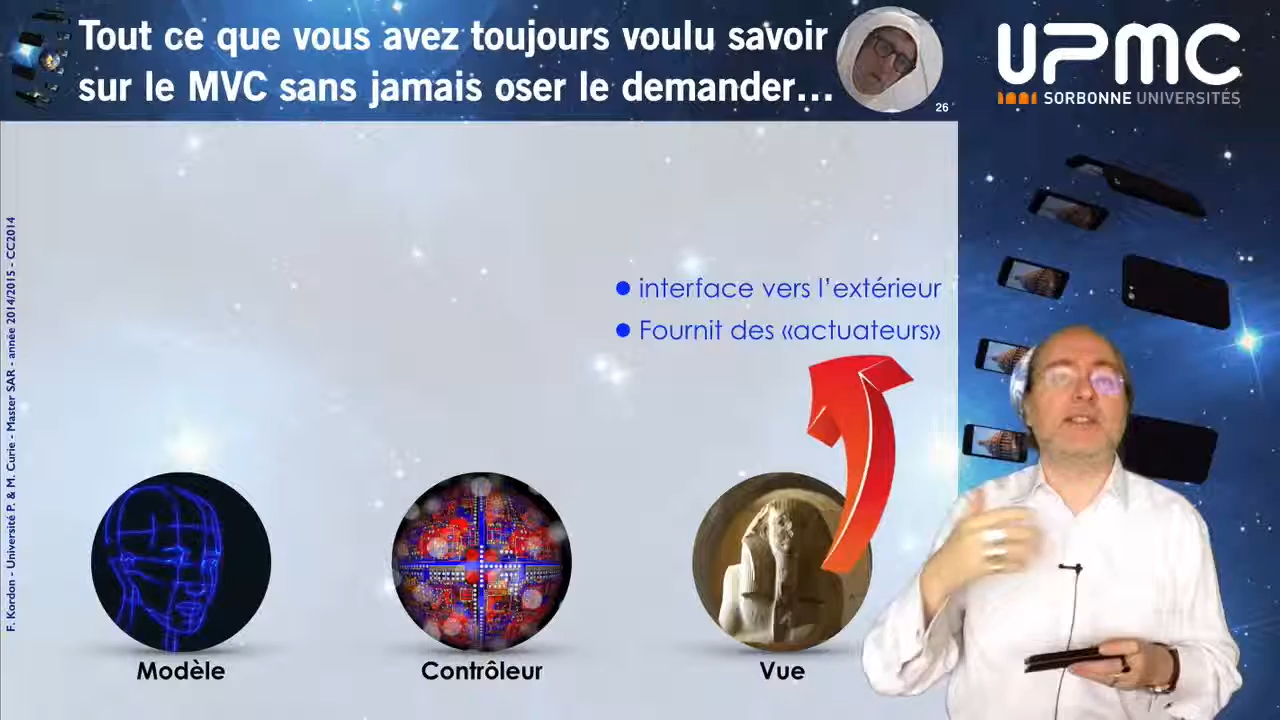 Tout ce que vous avez toujours voulu savoir
sur le MVC sans jamais oser le demander...
26
UPMC
SORBONNE UNIVERSITÉS
F. Kordon - Université P. & M. Curie - Master SAR - année 2014/2015 - CC2014
● interface vers l’extérieur
● Fournit des «actuateurs»
Modèle
Contrôleur
Vue